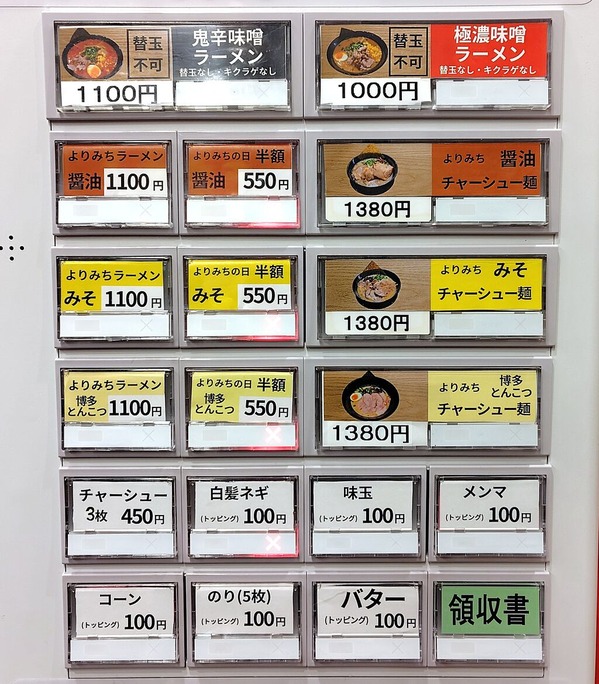 鬼辛味噌
ラーメン
替玉なし・キクラゲなし
替玉
不可
1100円
極濃味噌
ラーメン
替玉なし・キクラゲなし
替玉
不可
1000円
よりみちラーメン
醤油 1100円
よりみちの日 半額
醤油 550円
よりみち 醤油
チャーシュー麺
1380円
よりみちラーメン
みそ 1100円
よりみちの日 半額
みそ 550円
よりみち みそ
チャーシュー麺
1380円
よりみちラーメン
博多
とんこつ 1100円
よりみちの日 半額
博多
とんこつ 550円
よりみち 博多
とんこつ
チャーシュー麺
1380円
チャーシュー
3枚 450円
白髪ネギ
(トッピング) 100円
味玉
(トッピング) 100円
メンマ
(トッピング) 100円
コーン
(トッピング) 100円
のり(5枚)
(トッピング) 100円
バター
(トッピング) 100円
領収書